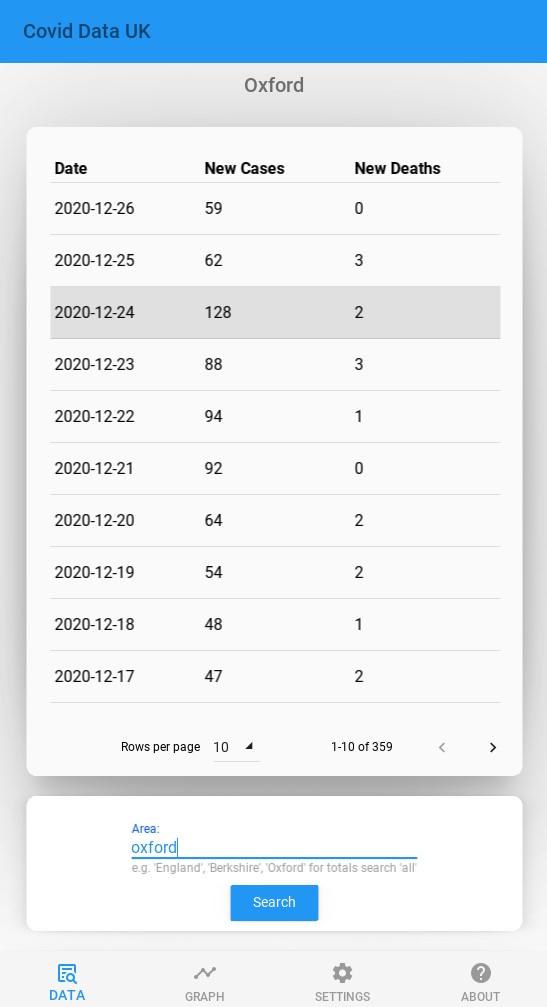 Covid Data UK
Oxford
Date New Cases New Deaths
2020-12-26 59 0
2020-12-25 62 3
2020-12-24 128 2
2020-12-23 88 3
2020-12-22 94 1
2020-12-21 92 0
2020-12-20 64 2
2020-12-19 54 2
2020-12-18 48 1
2020-12-17 47 2
Rows per page 10 1-10 of 359
Area:
oxford
e.g. 'England', 'Berkshire', 'Oxford' for totals search 'all'
Search
DATA GRAPH SETTINGS ABOUT